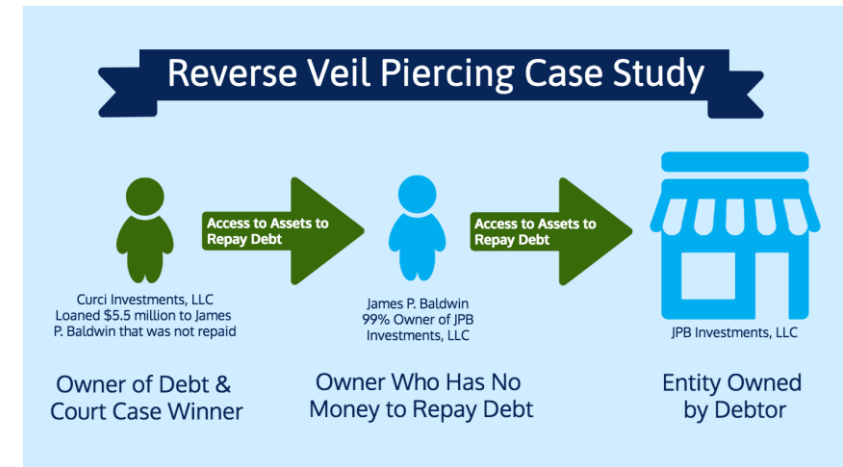 Reverse Veil Piercing Case Study
Access to Assets to
Repay Debt
Access to Assets to
Repay Debt
Curci Investments, LLC
Loaned $5.5 million to James
P. Baldwin that was not repaid
James P. Baldwin
99% Owner of JPB
Investments, LLC
JPB Investments, LLC
Owner of Debt &
Court Case Winner
Owner Who Has No
Money to Repay Debt
Entity Owned
by Debtor